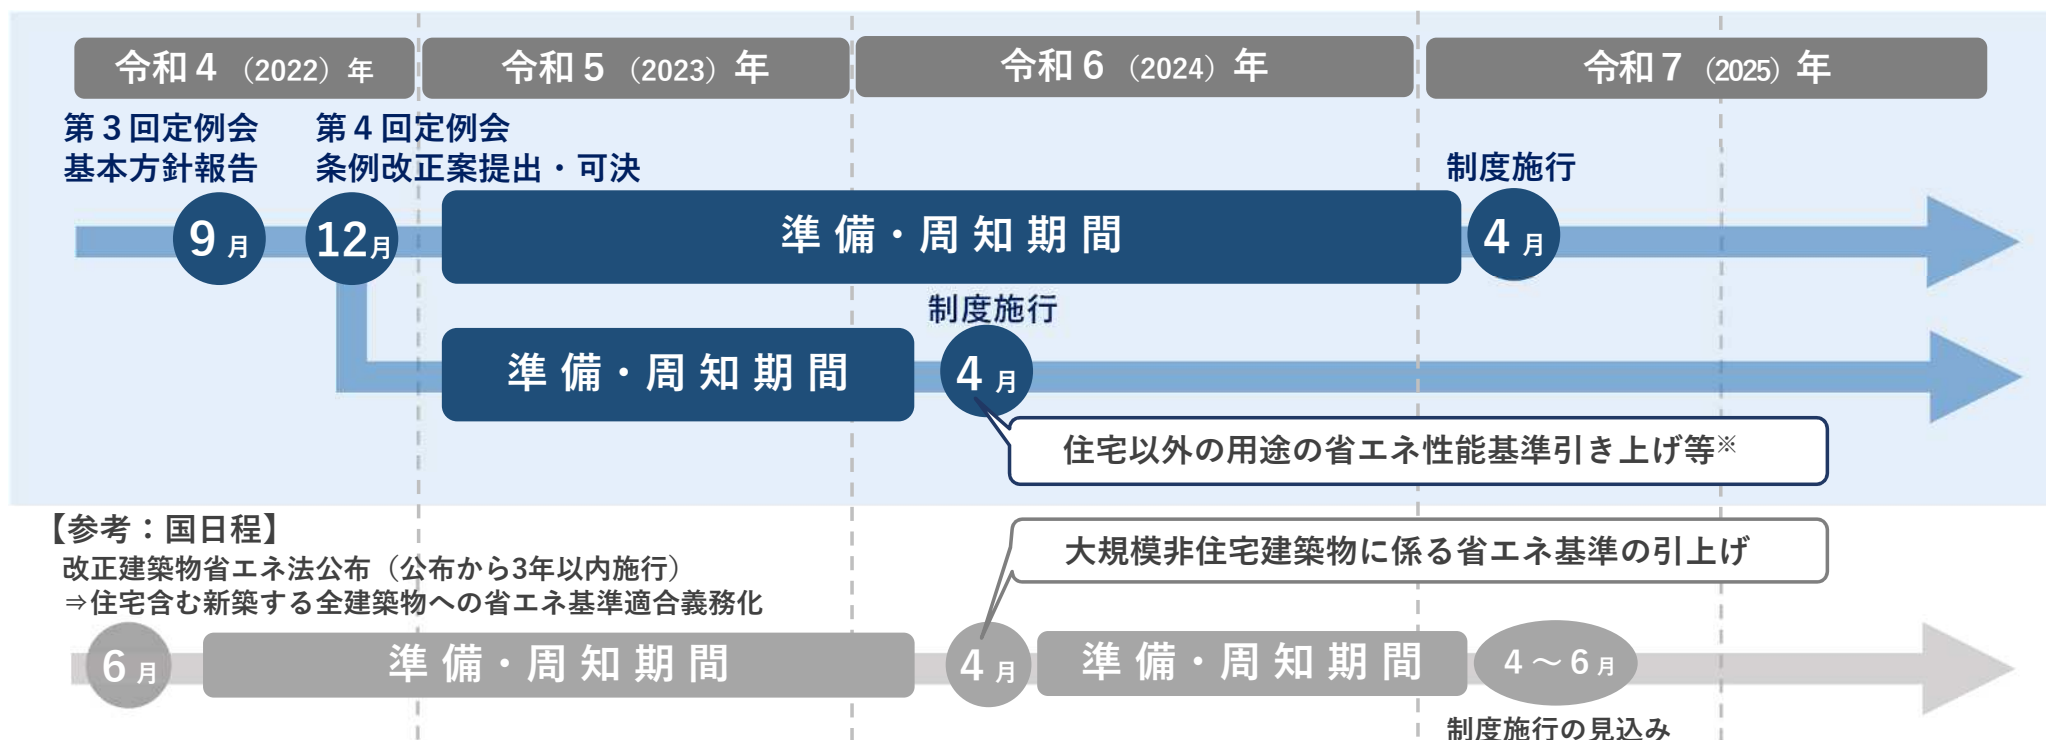 令和４（2022）年
令和５（2023）年
令和６（2024）年
令和７（2025）年
第３回定例会
基本方針報告
第４回定例会
条例改正案提出・可決
制度施行
9月
12月
準備・周知期間
4月
制度施行
準備・周知期間
4月
住宅以外の用途の省エネ性能基準引き上げ等※
【参考：国日程】
改正建築物省エネ法公布（公布から3年以内施行）
⇒住宅含む新築する全建築物への省エネ基準適合義務化
大規模非住宅建築物に係る省エネ基準の引上げ
6月
準備・周知期間
4月
準備・周知期間
4～6月
制度施行の見込み